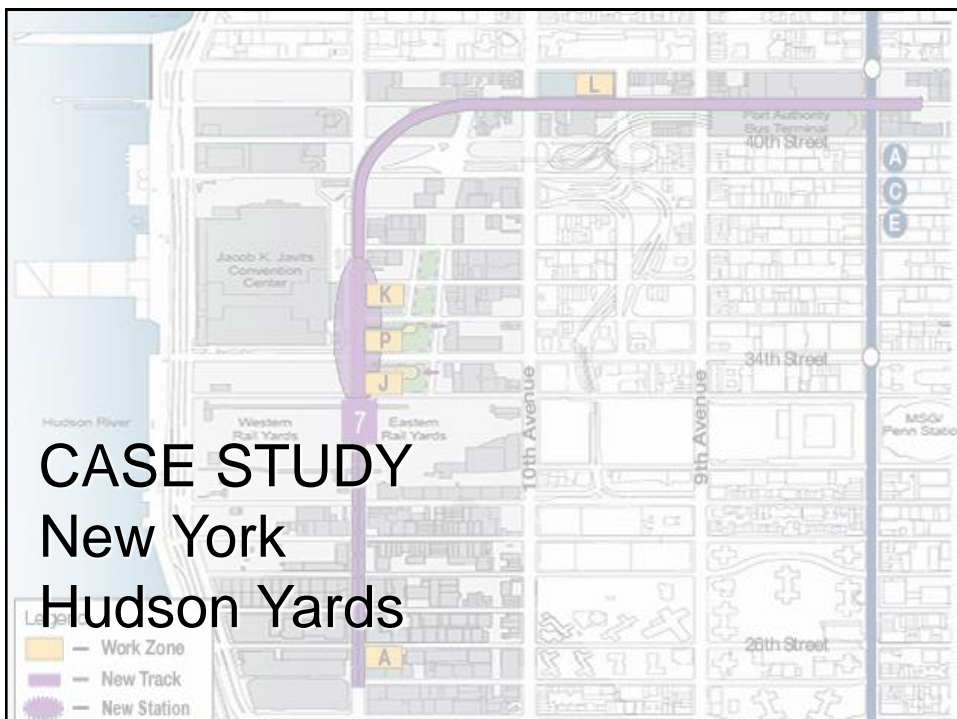 L
Port Authority
Bus Terminal
40th Street
A
C
E
Jacob K. Javits
Convention
Center
K
P
34th Street
J
10th Avenue
9th Avenue
Hudson River
Western
Rail Yards
7
Eastern
Rail Yards
MSG/
Penn Statio
CASE STUDY
New York
Hudson Yards
Legend
Work Zone
New Track
New Station
A
26th Street